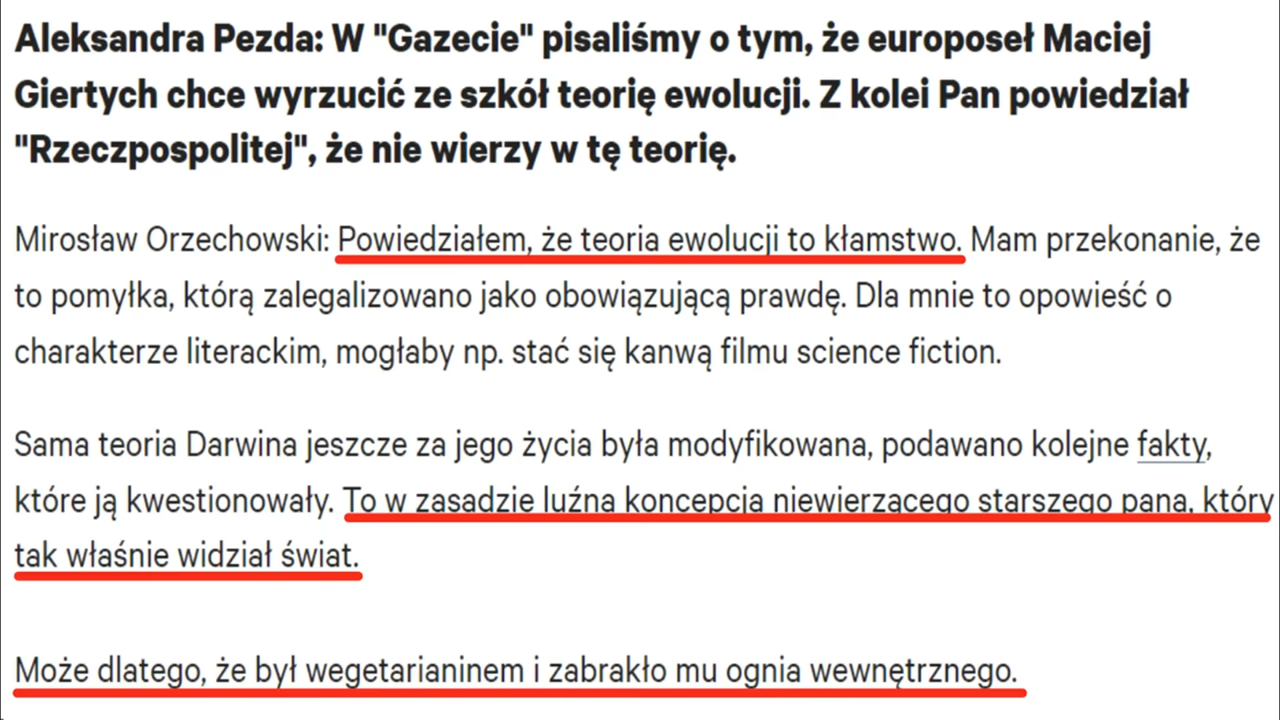 Aleksandra Pezda: W "Gazecie" pisaliśmy o tym, że europoseł Maciej
Giertych chce wyrzucić ze szkół teorię ewolucji. Z kolei Pan powiedział
"Rzeczpospolitej", że nie wierzy w tę teorię.
Mirosław Orzechowski: Powiedziałem, że teoria ewolucji to kłamstwo. Mam przekonanie, że
to pomyłka, którą zalegalizowano jako obowiązującą prawdę. Dla mnie to opowieść o
charakterze literackim, mogłaby np. stać się kanwą filmu science fiction.
Sama teoria Darwina jeszcze za jego życia była modyfikowana, podawano kolejne fakty,
które ją kwestionowały. To w zasadzie luźna koncepcja niewierzącego starszego pana, który
tak właśnie widział świat.
Może dlatego, że był wegetarianinem i zabrakło mu ognia wewnętrznego.